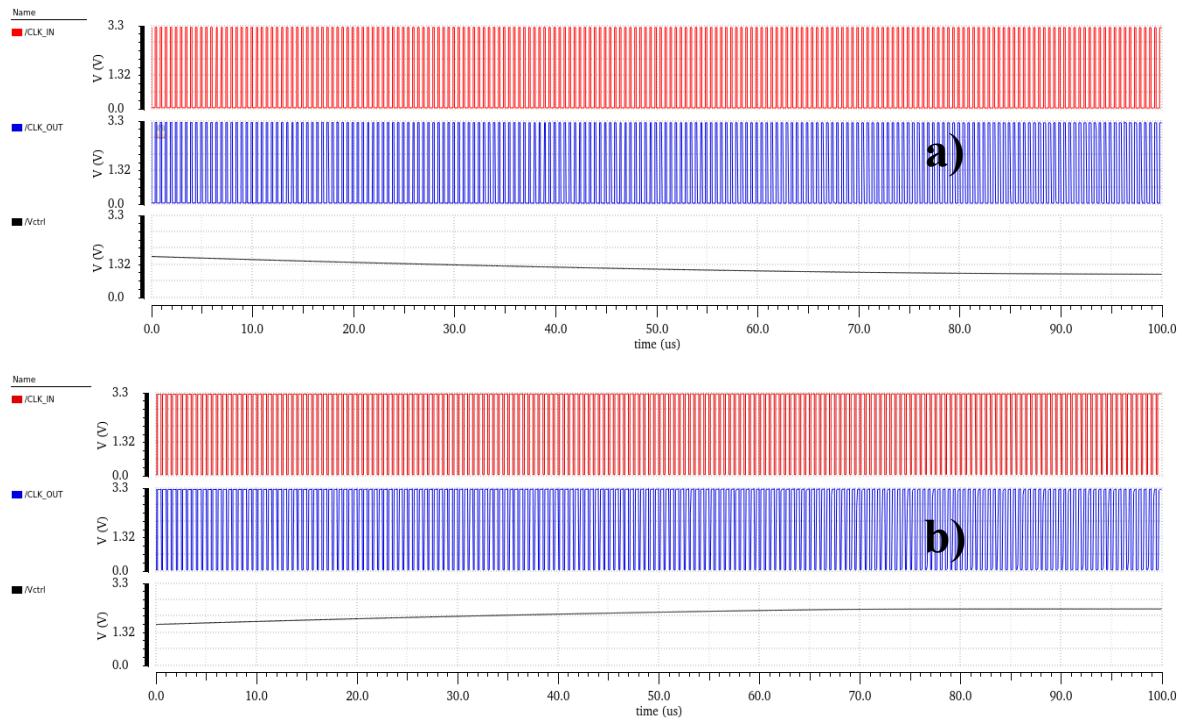 Name
/CLK_IN
3.3
V (V)
1.32
0.0
/CLK_OUT
3.3
V (V)
1.32
0.0
a)
/Vctrl
3.3
V (V)
1.32
0.0
0.0 10.0 20.0 30.0 40.0 50.0 60.0 70.0 80.0 90.0 100.0
time (us)
Name
/CLK_IN
3.3
V (V)
1.32
0.0
/CLK_OUT
3.3
V (V)
1.32
0.0
b)
/Vctrl
3.3
V (V)
1.32
0.0
0.0 10.0 20.0 30.0 40.0 50.0 60.0 70.0 80.0 90.0 100.0
time (us)